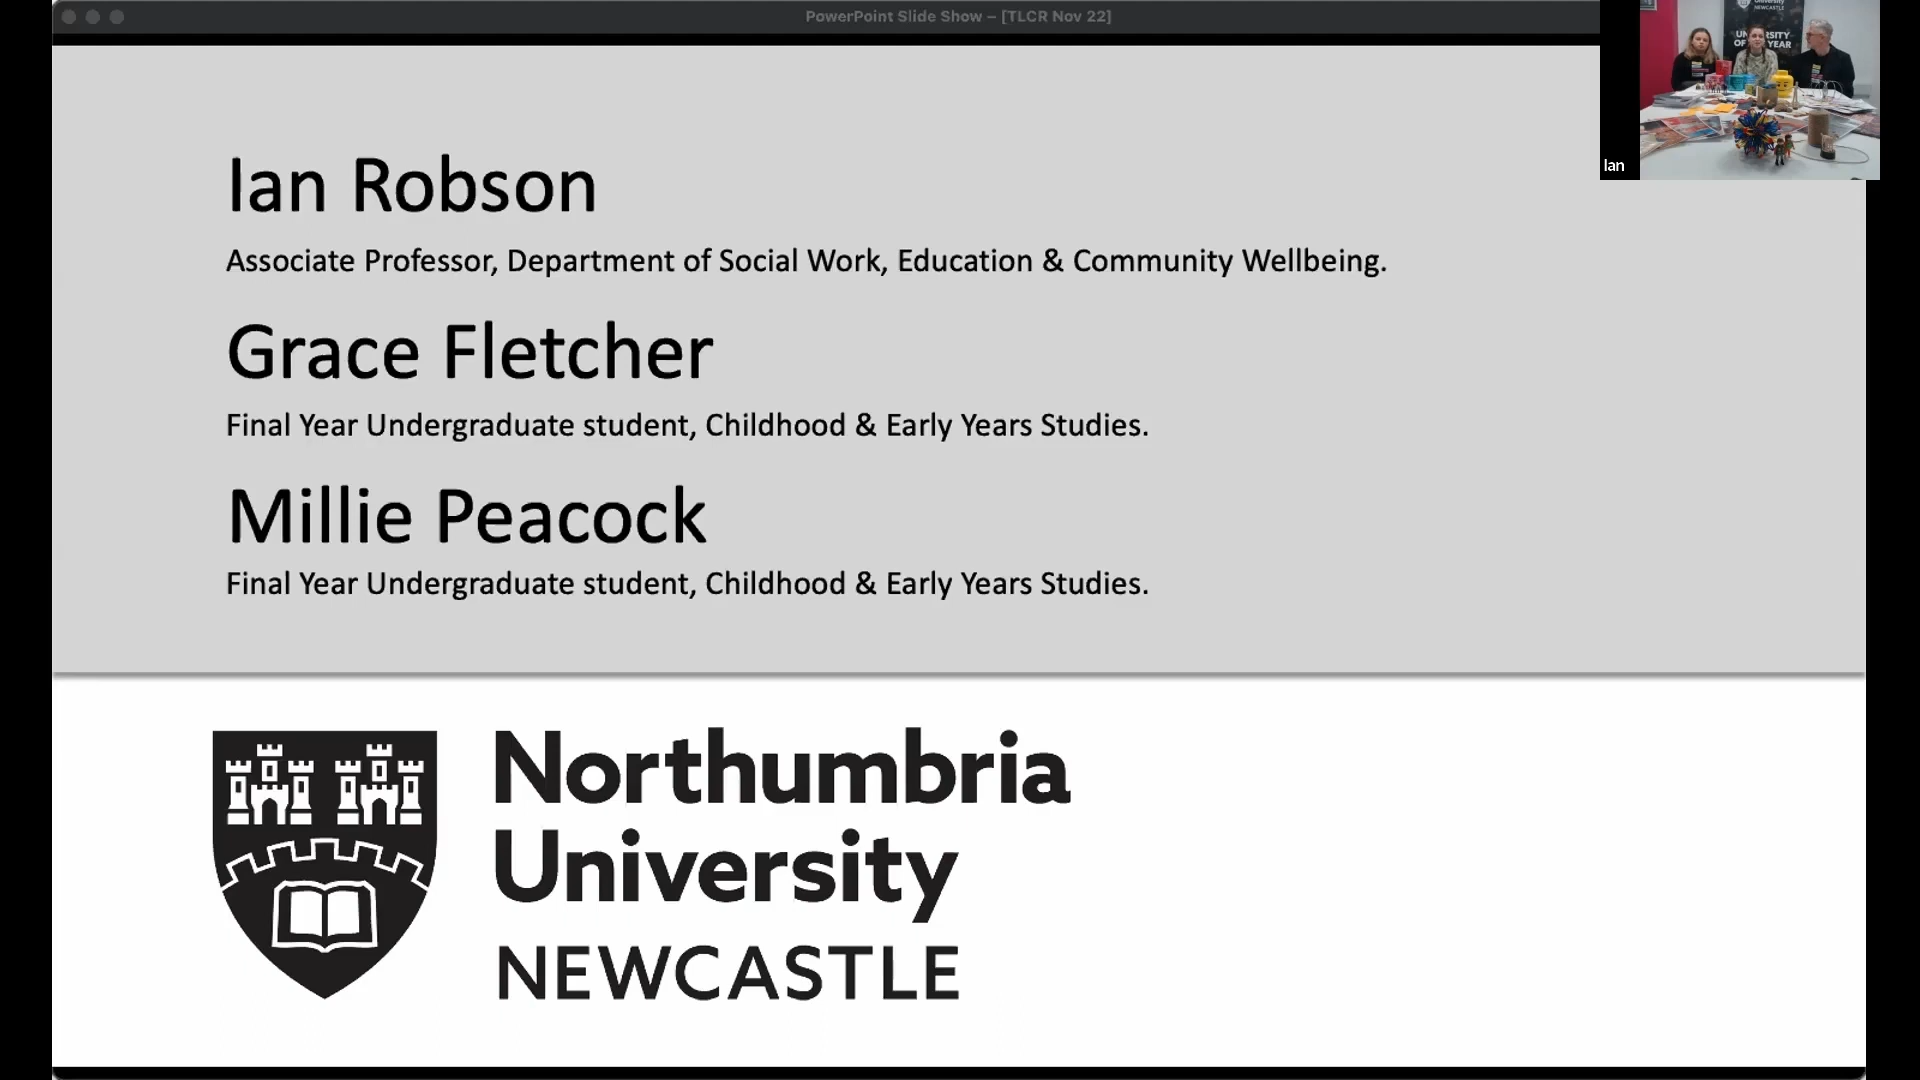 PowerPoint Slide Show – [TLCR Nov 22]
Ian Robson
Associate Professor, Department of Social Work, Education & Community Wellbeing.
Grace Fletcher
Final Year Undergraduate student, Childhood & Early Years Studies.
Millie Peacock
Final Year Undergraduate student, Childhood & Early Years Studies.
Northumbria
University
NEWCASTLE
University
NEWCASTLE
Ian